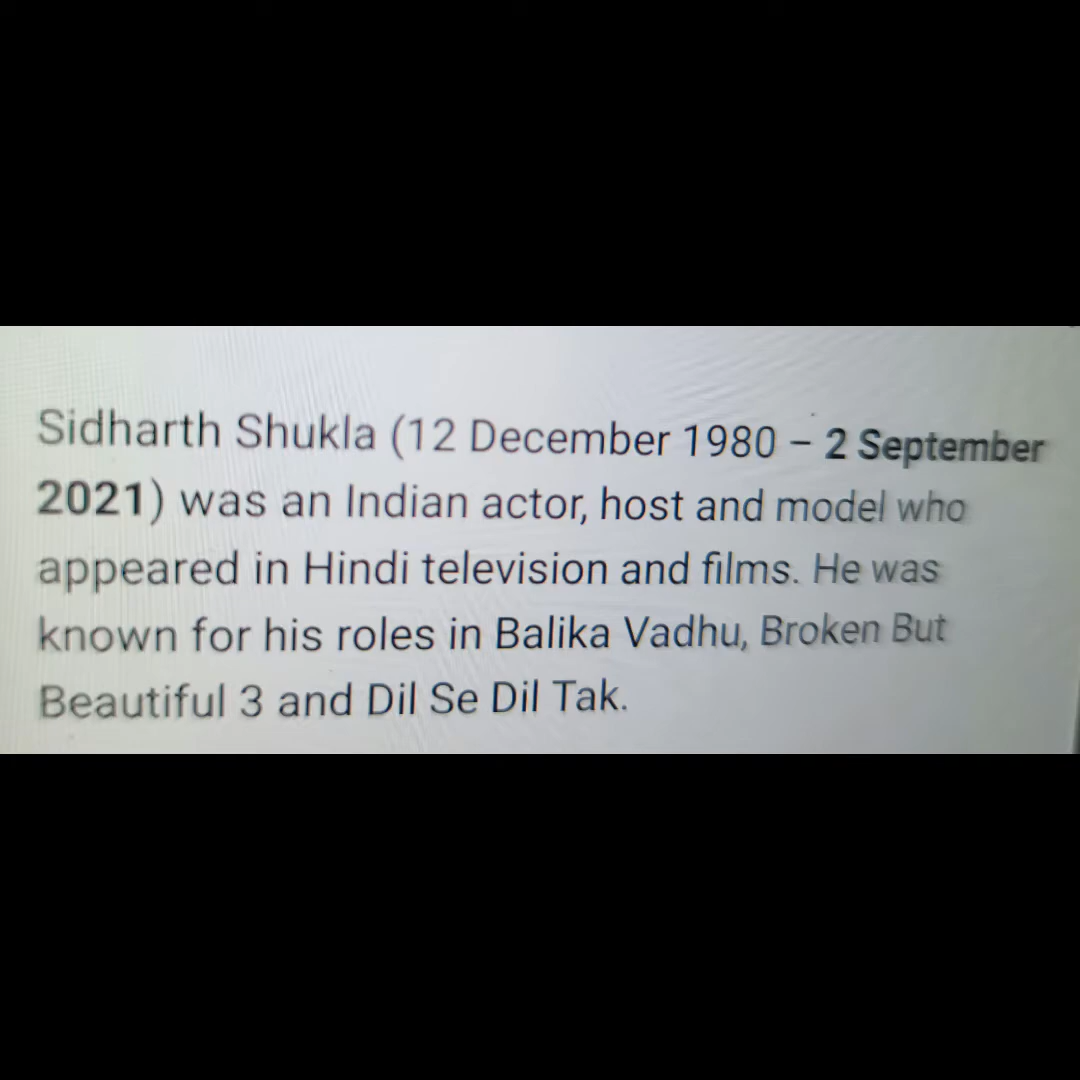 Sidharth Shukla (12 December 1980 – 2 September
2021) was an Indian actor, host and model who
appeared in Hindi television and films. He was
known for his roles in Balika Vadhu, Broken But
Beautiful 3 and Dil Se Dil Tak.